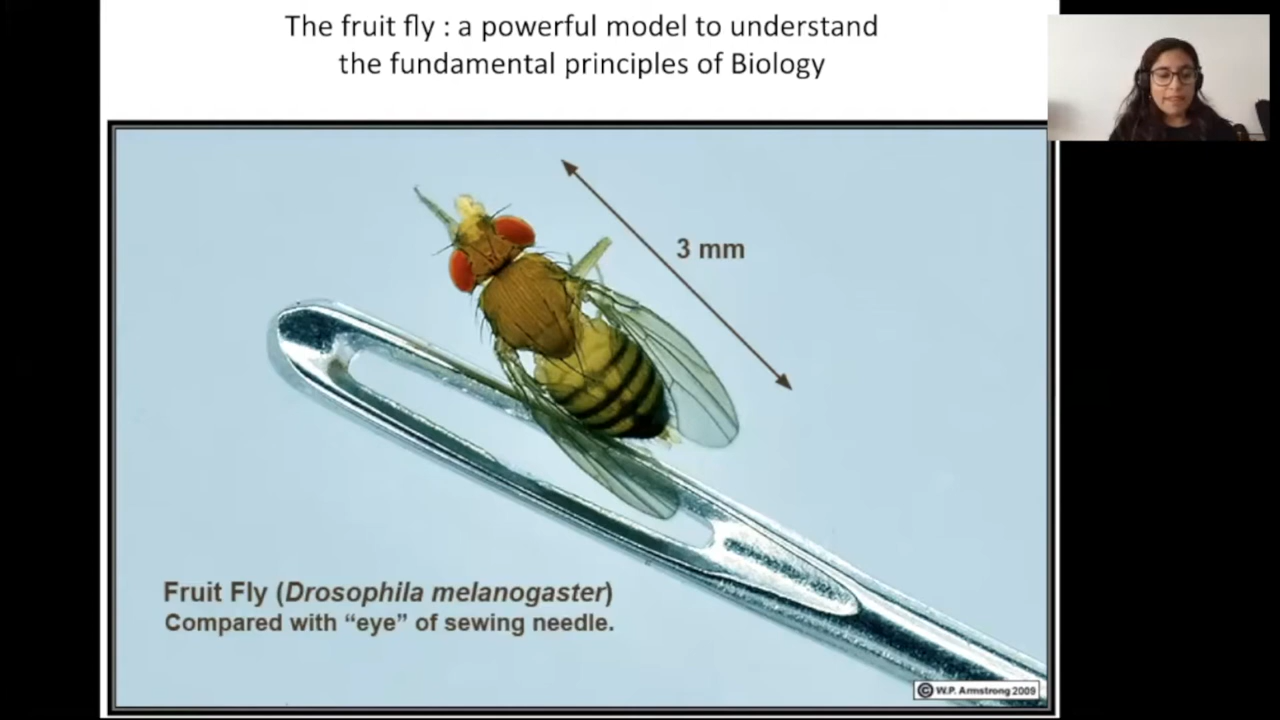 The fruit fly : a powerful model to understand
the fundamental principles of Biology
3 mm
Fruit Fly (Drosophila melanogaster)
Compared with “eye” of sewing needle.
© W.P. Armstrong 2009